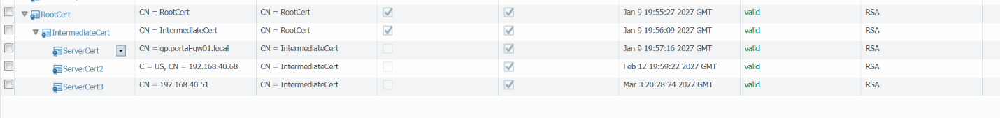 RootCert CN = RootCert CN = RootCert Jan 9 19:55:27 2027 GMT valid RSA
IntermediateCert CN = IntermediateCert CN = RootCert Jan 9 19:56:09 2027 GMT valid RSA
ServerCert CN = gp.portal-gw01.local CN = IntermediateCert Jan 9 19:57:16 2027 GMT valid RSA
ServerCert2 C = US, CN = 192.168.40.68 CN = IntermediateCert Feb 12 19:59:22 2027 GMT valid RSA
ServerCert3 CN = 192.168.40.51 CN = IntermediateCert Mar 3 20:28:24 2027 GMT valid RSA